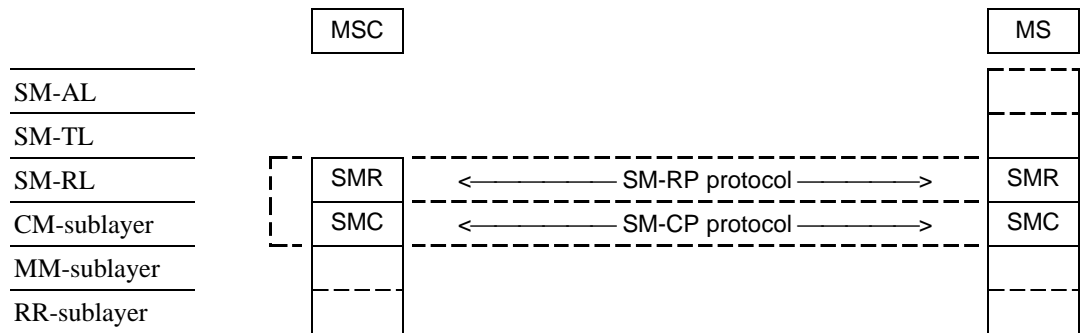 MSC MS
SM-AL
SM-TL
SM-RL SMR <—————— SM-RP protocol ——————> SMR
CM-sublayer SMC <—————— SM-CP protocol ——————> SMC
MM-sublayer
RR-sublayer